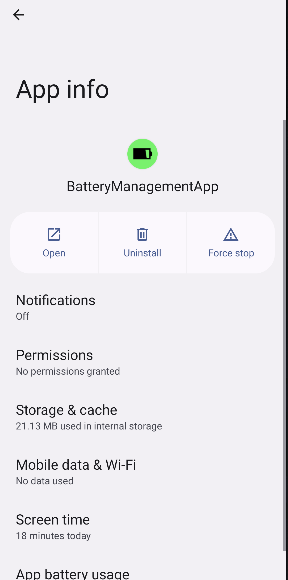 App info
BatteryManagementApp
Open
Uninstall
Force stop
Notifications
Off
Permissions
No permissions granted
Storage & cache
21.13 MB used in internal storage
Mobile data & Wi-Fi
No data used
Screen time
18 minutes today
App battery usage